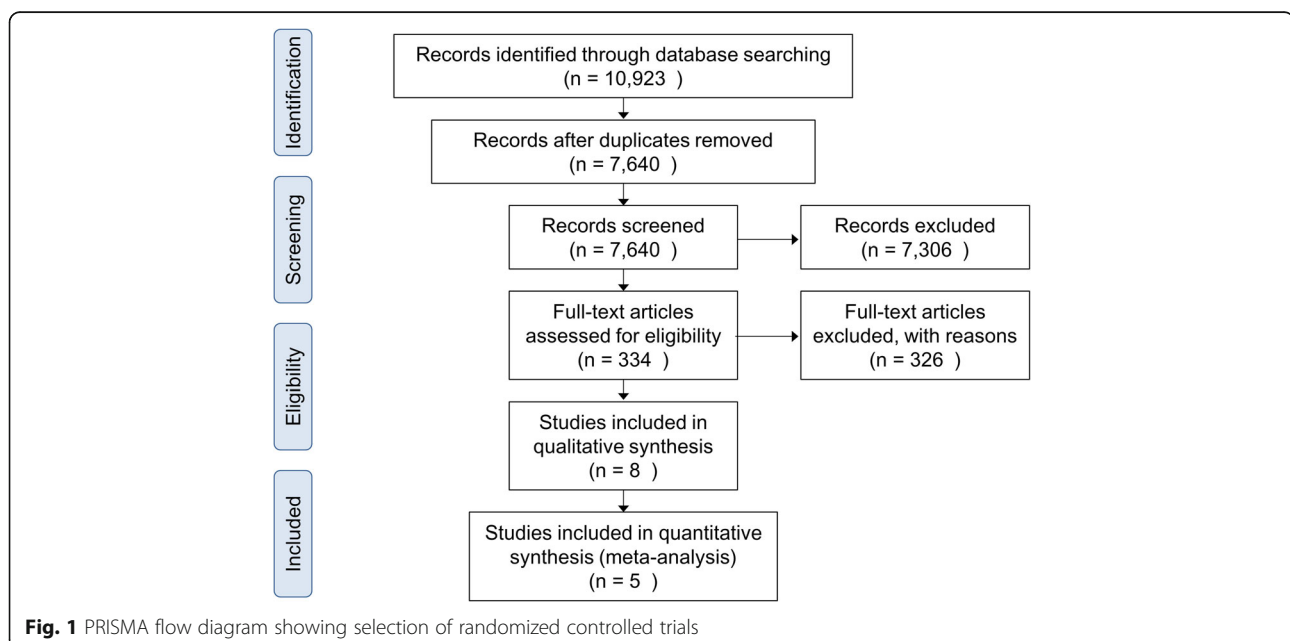 Identification
Records identified through database searching
(n = 10,923 )
Records after duplicates removed
(n = 7,640 )
Screening
Records screened
(n = 7,640 )
Records excluded
(n = 7,306 )
Eligibility
Full-text articles
assessed for eligibility
(n = 334 )
Full-text articles
excluded, with reasons
(n = 326 )
Studies included in
qualitative synthesis
(n = 8 )
Included
Studies included in quantitative
synthesis (meta-analysis)
(n = 5 )
Fig. 1 PRISMA flow diagram showing selection of randomized controlled trials